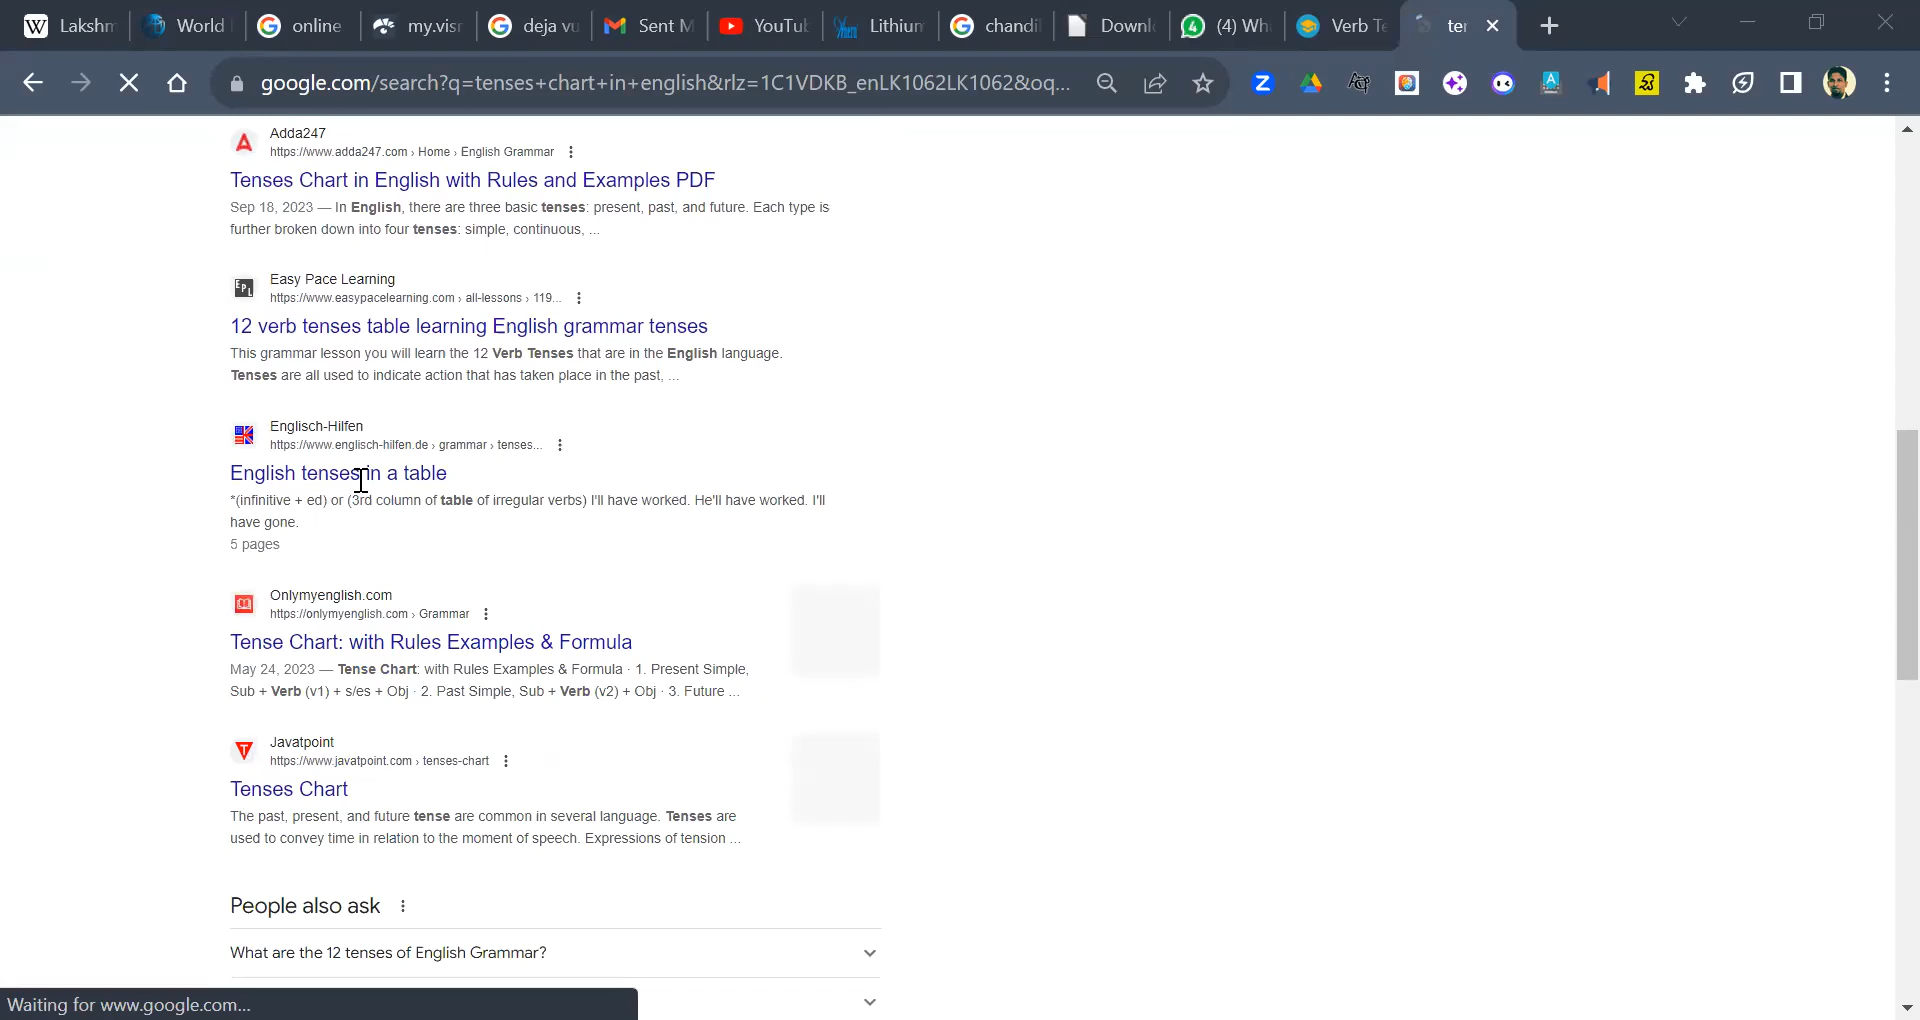 Lakshm
World
online
my.visr
deja vu
Sent M
YouTub
Lithium
chandi
Downl
(4) Wha
Verb Te
ter
google.com/search?q=tenses+chart+in+english&rlz=1C1VDKB_enLK1062LK1062&oq...
Adda247
https://www.adda247.com › Home › English Grammar
Tenses Chart in English with Rules and Examples PDF
Sep 18, 2023 — In English, there are three basic tenses: present, past, and future. Each type is
further broken down into four tenses: simple, continuous, ...
Easy Pace Learning
https://www.easypacelearning.com › all-lessons › 119...
12 verb tenses table learning English grammar tenses
This grammar lesson you will learn the 12 Verb Tenses that are in the English language.
Tenses are all used to indicate action that has taken place in the past, ...
Englisch-Hilfen
https://www.englisch-hilfen.de › grammar › tenses...
English tenses in a table
*(infinitive + ed) or (3rd column of table of irregular verbs) I'll have worked. He'll have worked. I'll
have gone.
5 pages
Onlymyenglish.com
https://onlymyenglish.com › Grammar
Tense Chart: with Rules Examples & Formula
May 24, 2023 — Tense Chart: with Rules Examples & Formula · 1. Present Simple,
Sub + Verb (v1) + s/es + Obj · 2. Past Simple, Sub + Verb (v2) + Obj · 3. Future ...
Javatpoint
https://www.javatpoint.com › tenses-chart
Tenses Chart
The past, present, and future tense are common in several language. Tenses are
used to convey time in relation to the moment of speech. Expressions of tension ...
People also ask
What are the 12 tenses of English Grammar?
Waiting for www.google.com...